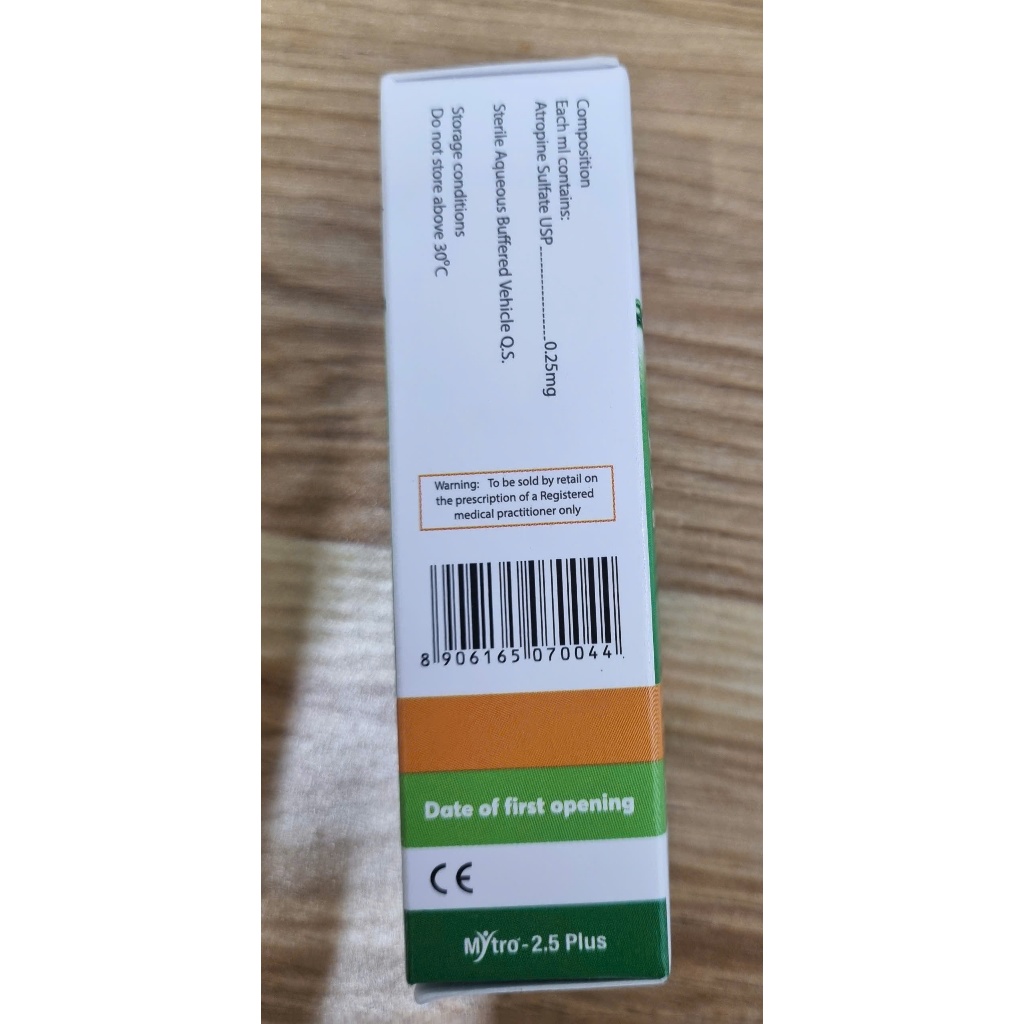 Composition
Each ml contains:
Atropine Sulfate USP....................0.25mg
Sterile Aqueous Buffered Vehicle Q.S.
Storage conditions
Do not store above 30°C
Warning: To be sold by retail on
the prescription of a Registered
medical practitioner only
8 906165 070044
Date of first opening
CE
Mytro - 2.5 Plus